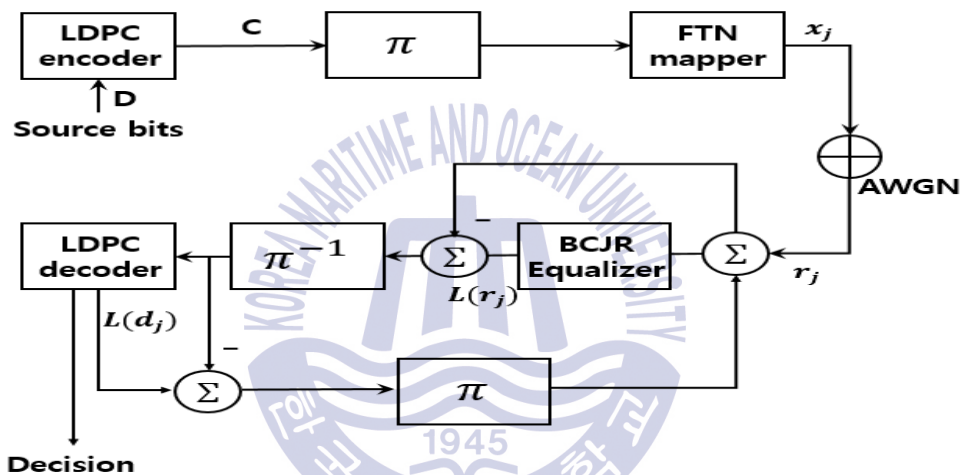 LDPC
encoder
C
π
FTN
mapper
x_j
D
Source bits
AWGN
LDPC
decoder
π⁻¹
Σ
−
BCJR
Equalizer
Σ
r_j
L(r_j)
L(d_j)
−
Σ
π
Decision
KOREA MARITIME AND OCEAN UNIVERSITY
1945